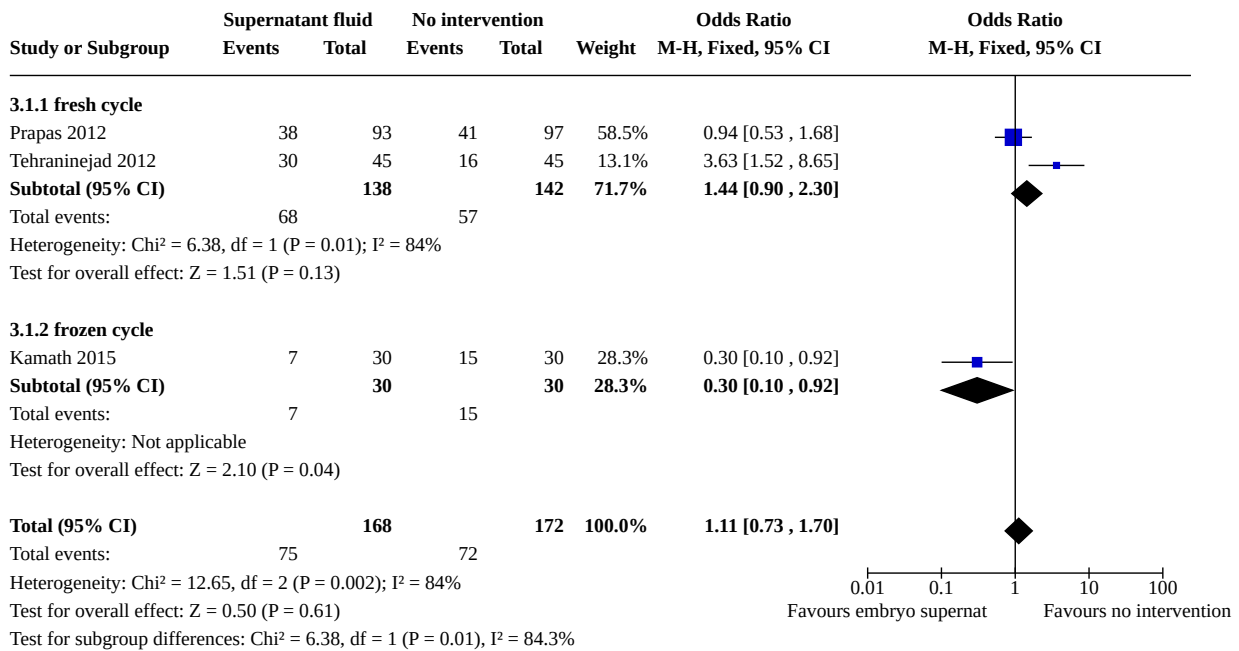 Supernatant fluid No intervention Odds Ratio Odds Ratio
Study or Subgroup Events Total Events Total Weight M-H, Fixed, 95% CI M-H, Fixed, 95% CI
3.1.1 fresh cycle
Prapas 2012 38 93 41 97 58.5% 0.94 [0.53 , 1.68]
Tehraninejad 2012 30 45 16 45 13.1% 3.63 [1.52 , 8.65]
Subtotal (95% CI) 138 142 71.7% 1.44 [0.90 , 2.30]
Total events: 68 57
Heterogeneity: Chi² = 6.38, df = 1 (P = 0.01); I² = 84%
Test for overall effect: Z = 1.51 (P = 0.13)
3.1.2 frozen cycle
Kamath 2015 7 30 15 30 28.3% 0.30 [0.10 , 0.92]
Subtotal (95% CI) 30 30 28.3% 0.30 [0.10 , 0.92]
Total events: 7 15
Heterogeneity: Not applicable
Test for overall effect: Z = 2.10 (P = 0.04)
Total (95% CI) 168 172 100.0% 1.11 [0.73 , 1.70]
Total events: 75 72
Heterogeneity: Chi² = 12.65, df = 2 (P = 0.002); I² = 84%
0.01 0.1 1 10 100
Test for overall effect: Z = 0.50 (P = 0.61) Favours embryo supernat Favours no intervention
Test for subgroup differences: Chi² = 6.38, df = 1 (P = 0.01), I² = 84.3%